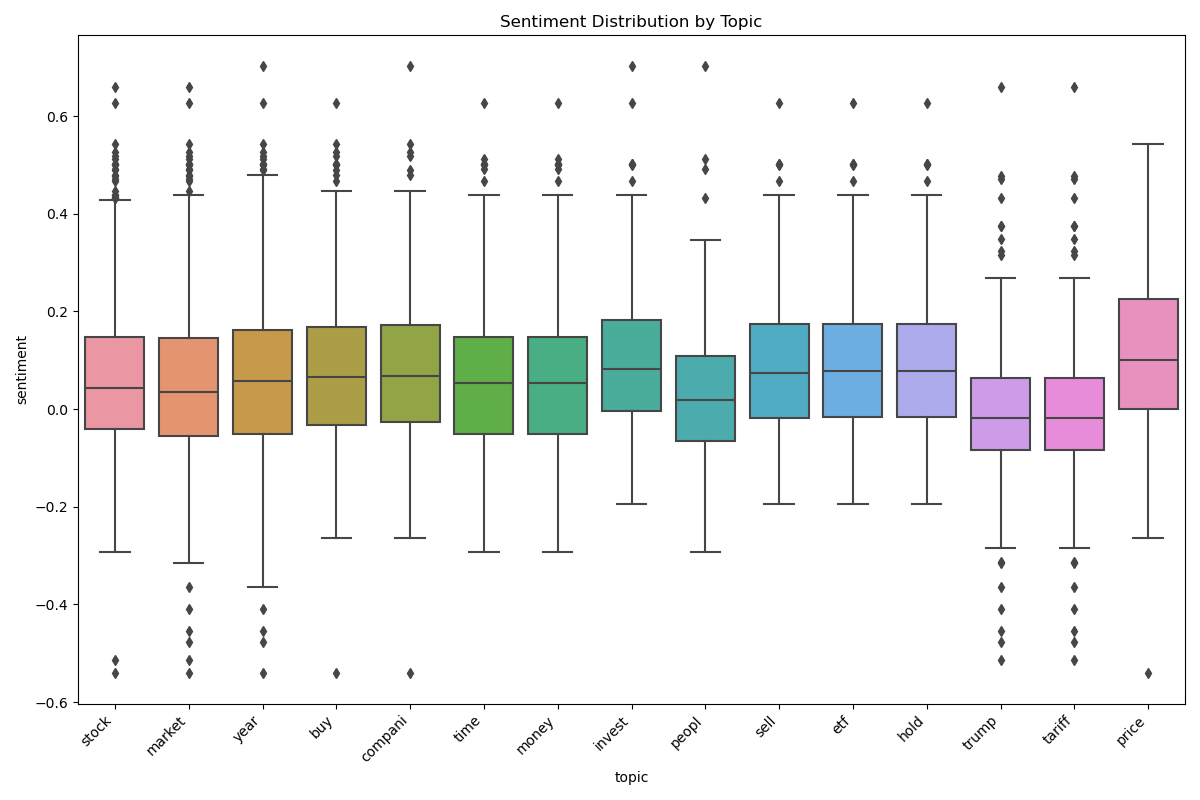 Sentiment Distribution by Topic
sentiment
0.6
0.4
0.2
0.0
−0.2
−0.4
−0.6
stock
market
year
buy
compani
time
money
invest
peopl
sell
etf
hold
trump
tariff
price
topic